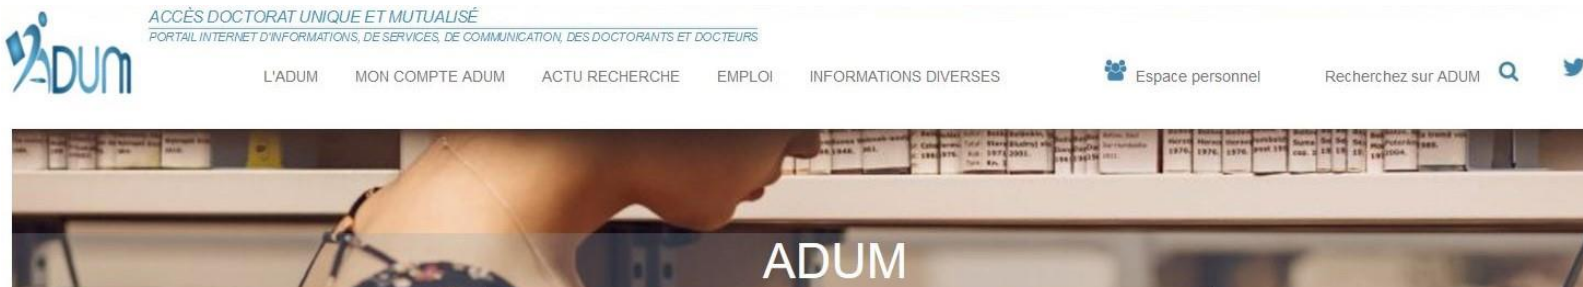 ACCÈS DOCTORAT UNIQUE ET MUTUALISÉ
PORTAIL INTERNET D'INFORMATIONS, DE SERVICES, DE COMMUNICATION, DES DOCTORANTS ET DOCTEURS
ADUM
L'ADUM MON COMPTE ADUM ACTU RECHERCHE EMPLOI INFORMATIONS DIVERSES Espace personnel Recherchez sur ADUM
ADUM